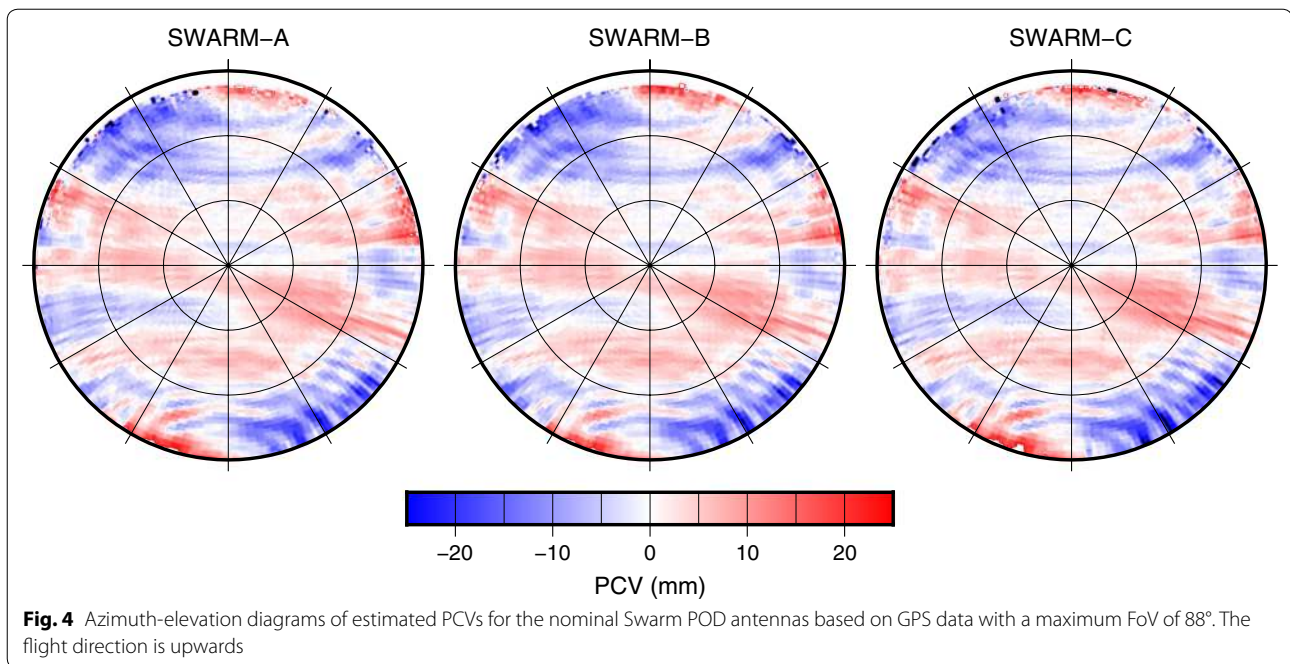 SWARM−A
SWARM−B
SWARM−C
−20
−10
0
10
20
PCV (mm)
Fig. 4 Azimuth-elevation diagrams of estimated PCVs for the nominal Swarm POD antennas based on GPS data with a maximum FoV of 88°. The
flight direction is upwards